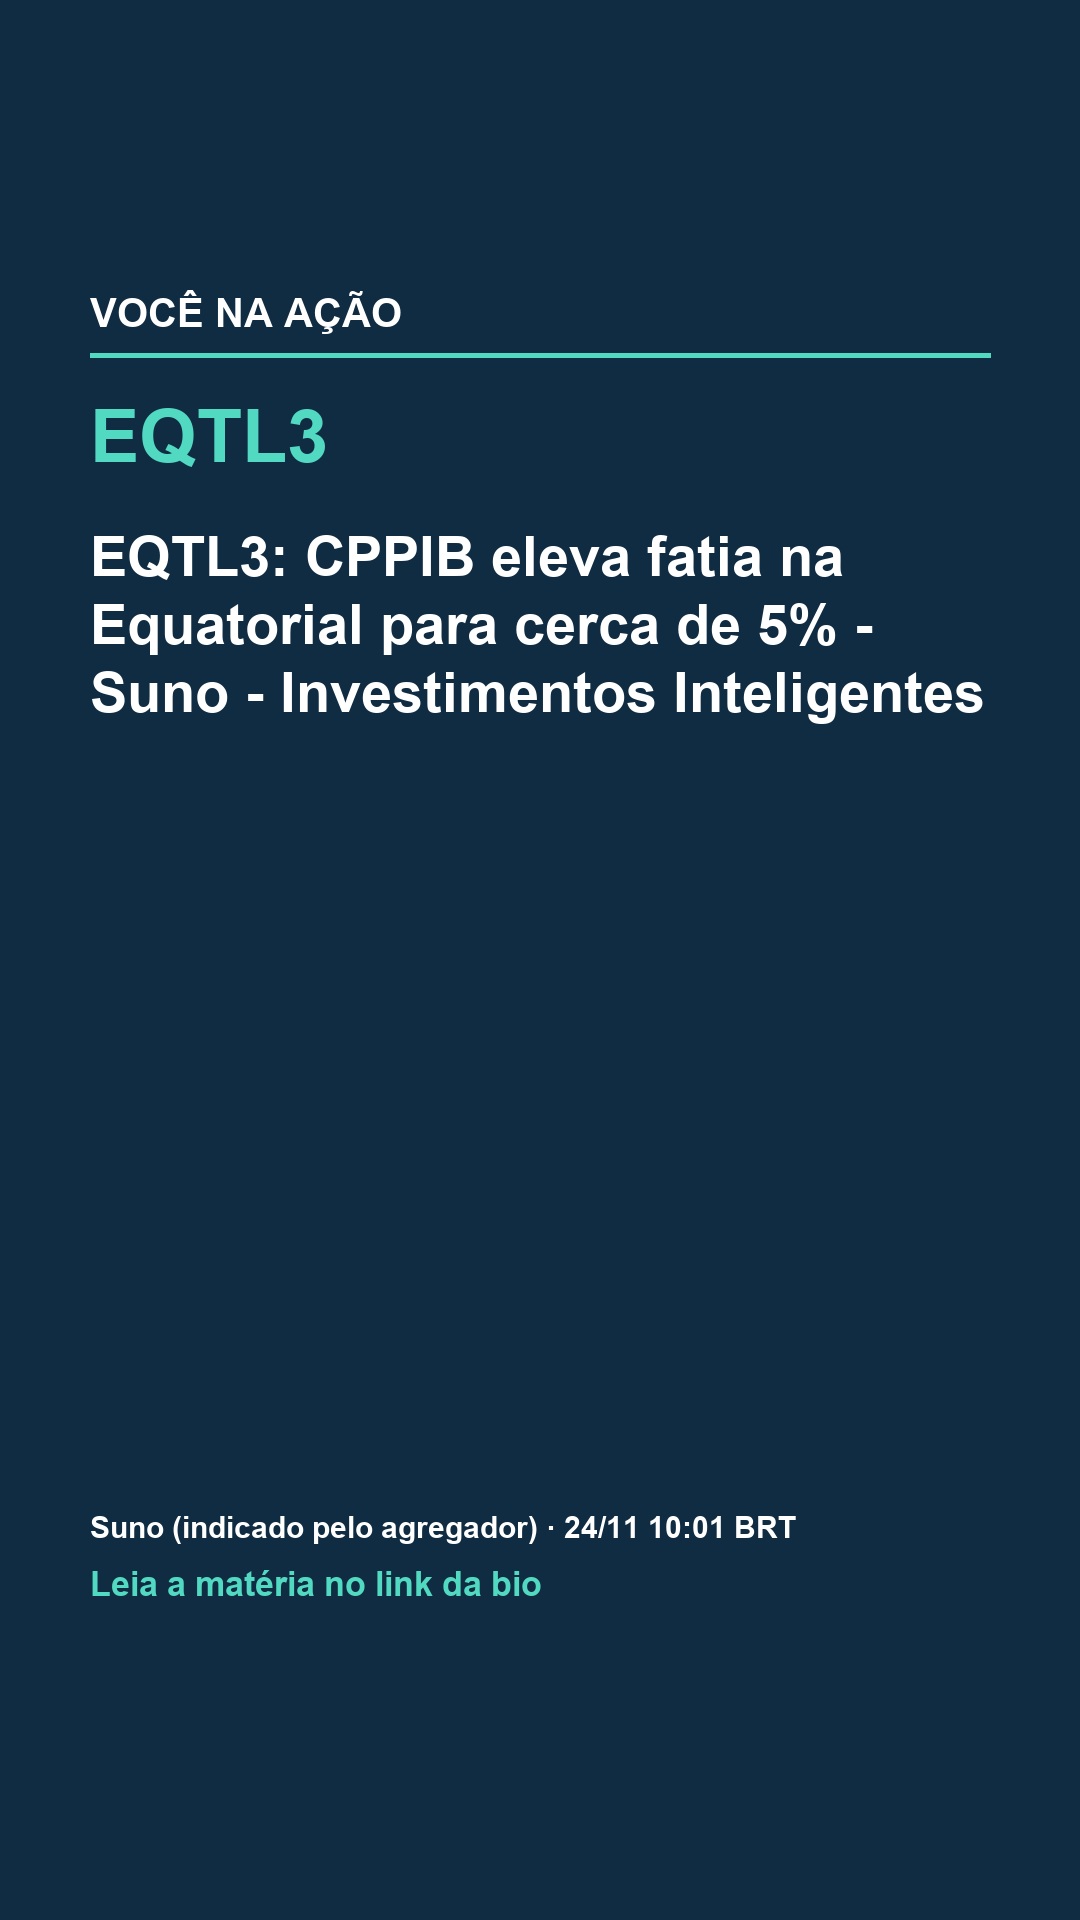 VOCÊ NA AÇÃO
EQTL3
EQTL3: CPPIB eleva fatia na
Equatorial para cerca de 5% -
Suno - Investimentos Inteligentes
Suno (indicado pelo agregador) · 24/11 10:01 BRT
Leia a matéria no link da bio